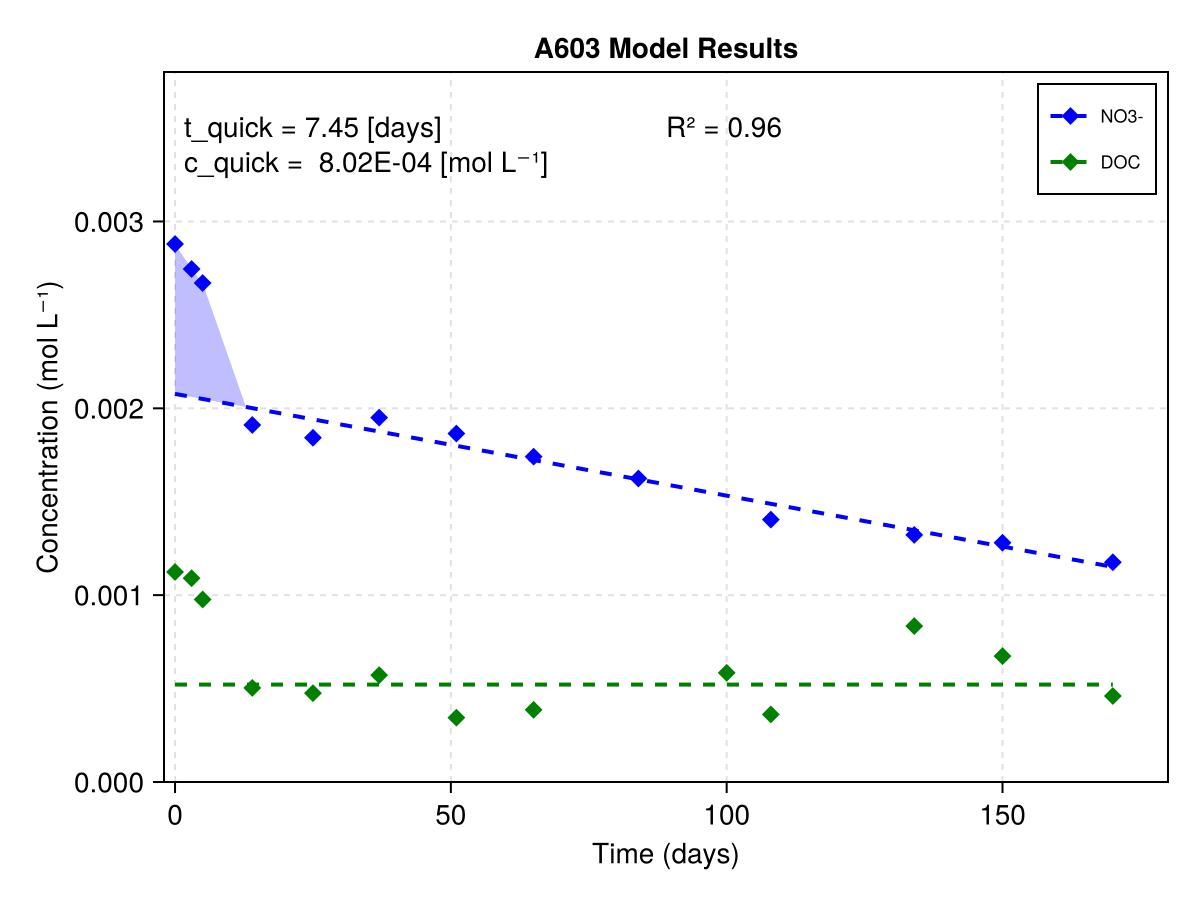 A603 Model Results
t_quick = 7.45 [days]
R² = 0.96
c_quick =  8.02E-04 [mol L⁻¹]
NO3-
DOC
Concentration (mol L⁻¹)
0.003
0.002
0.001
0.000
0
50
100
150
Time (days)